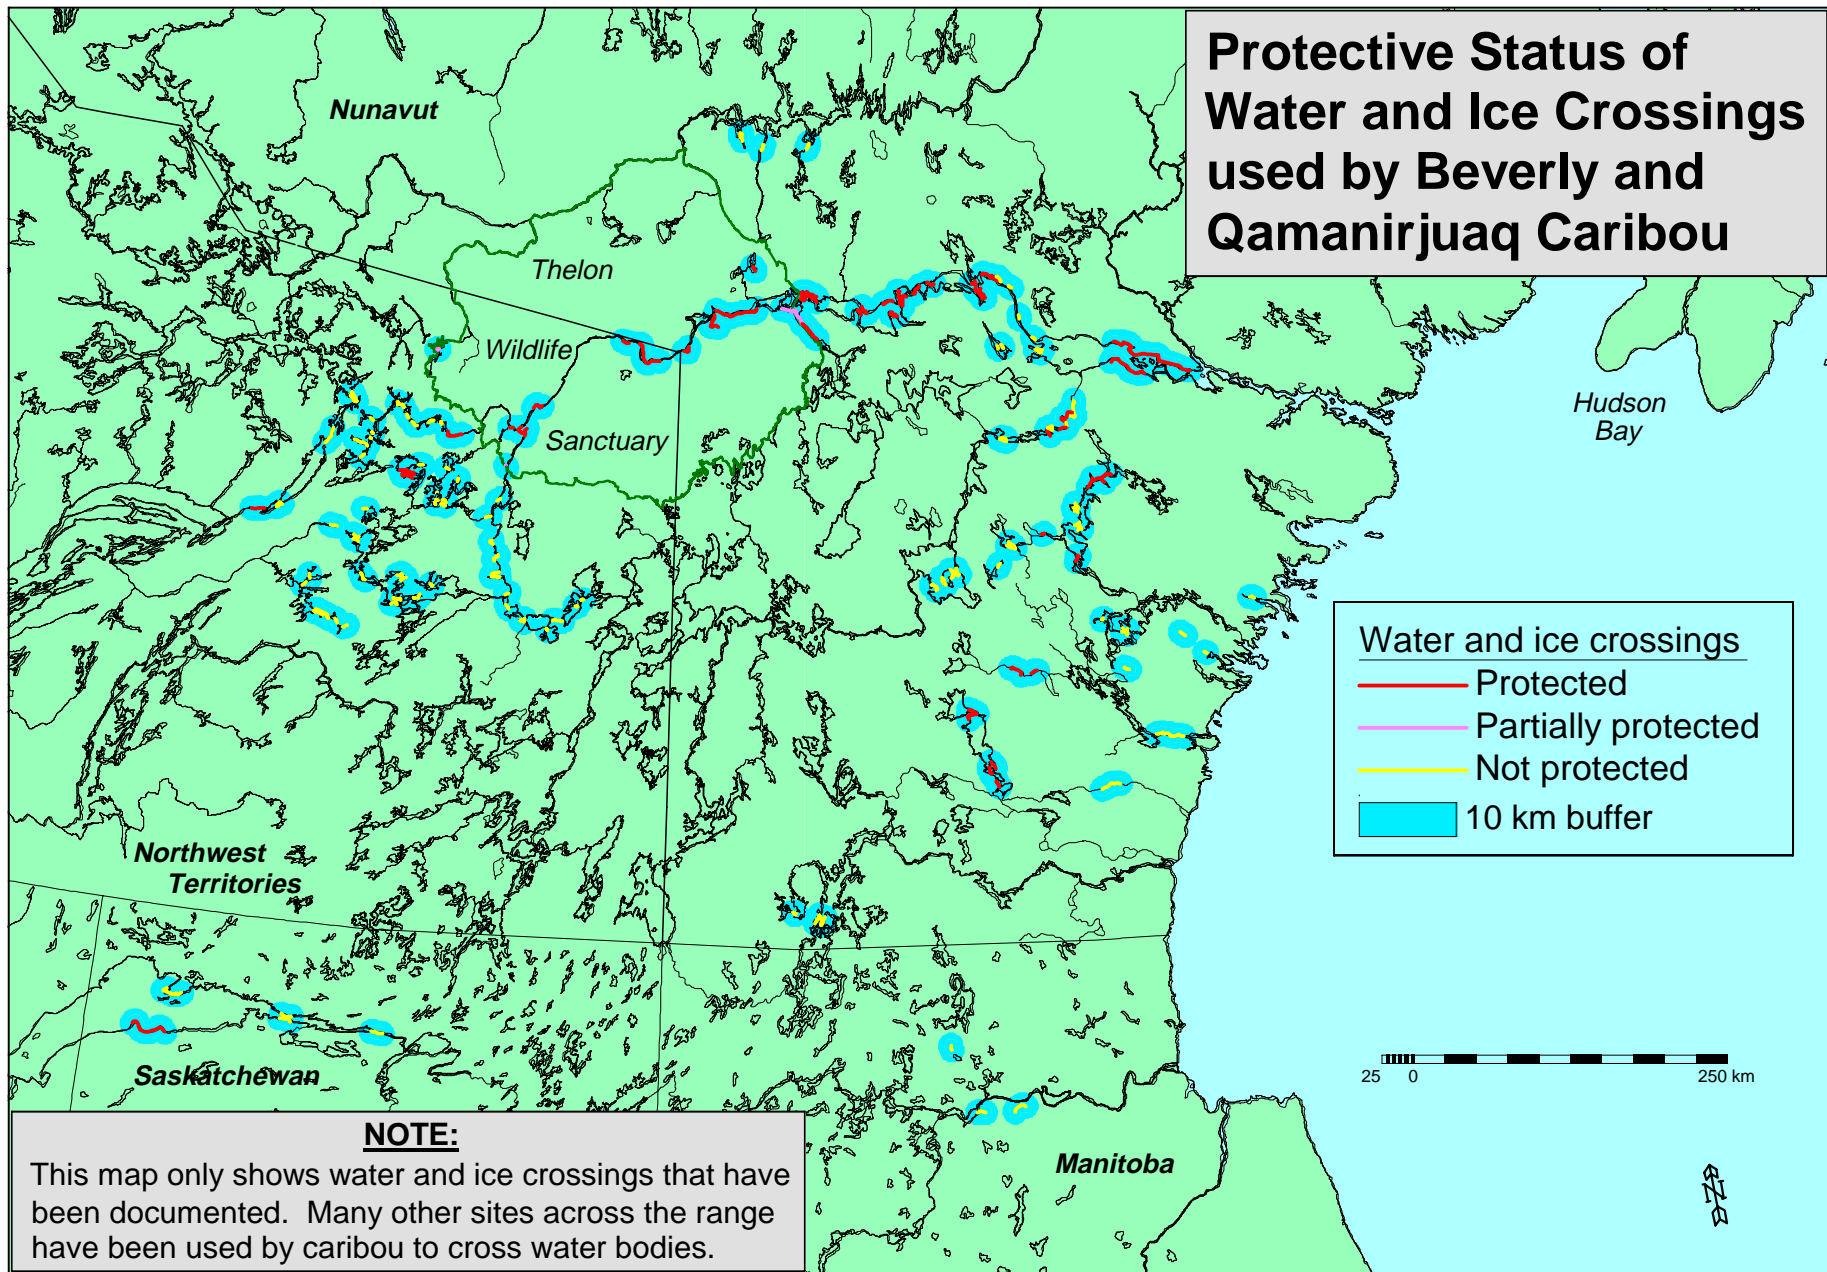 Protective Status of
Water and Ice Crossings
used by Beverly and
Qamanirjuaq Caribou
Nunavut
Thelon
Wildlife
Sanctuary
Hudson
Bay
Water and ice crossings
Protected
Partially protected
Not protected
10 km buffer
Northwest
Territories
Saskatchewan
25 0 250 km
Manitoba
N
NOTE:
This map only shows water and ice crossings that have
been documented. Many other sites across the range
have been used by caribou to cross water bodies.